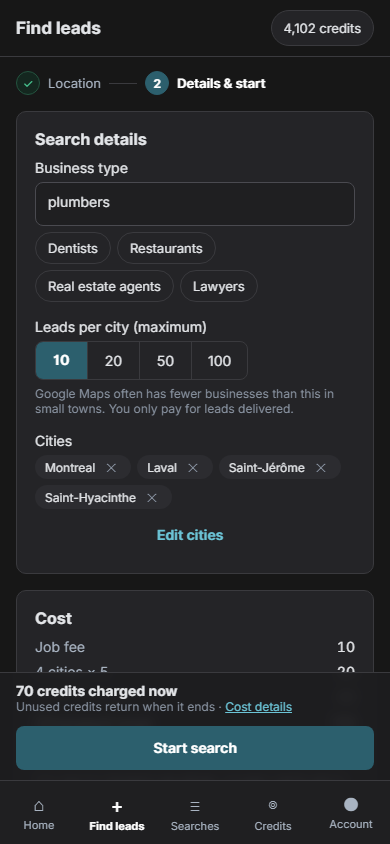 Find leads
4,102 credits
Location
2 Details & start
Search details
Business type
plumbers
Dentists
Restaurants
Real estate agents
Lawyers
Leads per city (maximum)
10 20 50 100
Google Maps often has fewer businesses than this in
small towns. You only pay for leads delivered.
Cities
Montreal
Laval
Saint-Jérôme
Saint-Hyacinthe
Edit cities
Cost
Job fee 10
4 cities × 5 20
70 credits charged now
Unused credits return when it ends · Cost details
Start search
Home
Find leads
Searches
Credits
Account